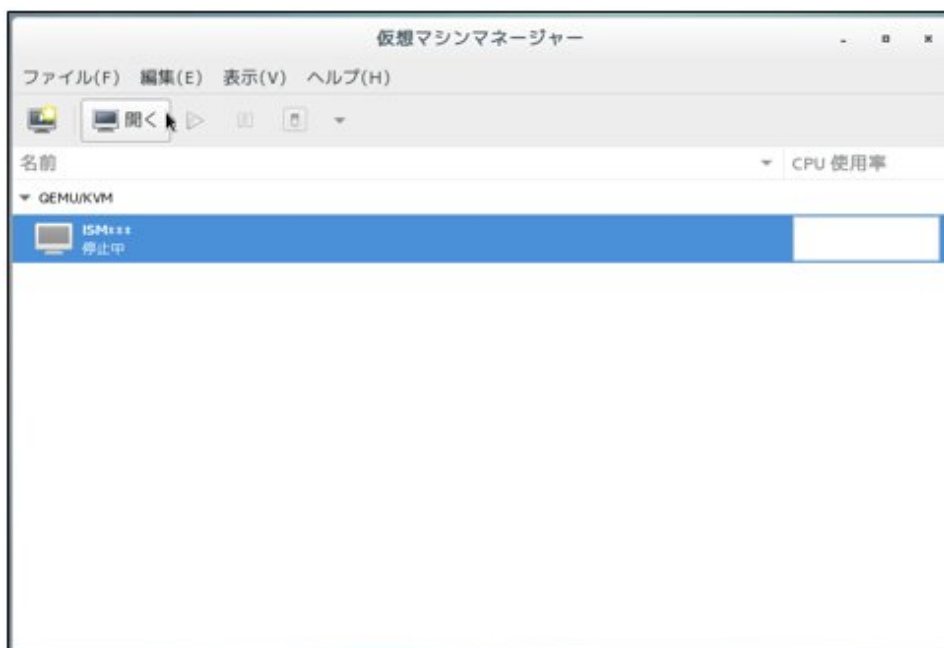 仮想マシンマネージャー
ファイル(F) 編集(E) 表示(V) ヘルプ(H)
開く
名前 CPU 使用率
QEMU/KVM
ISM:::
停止中